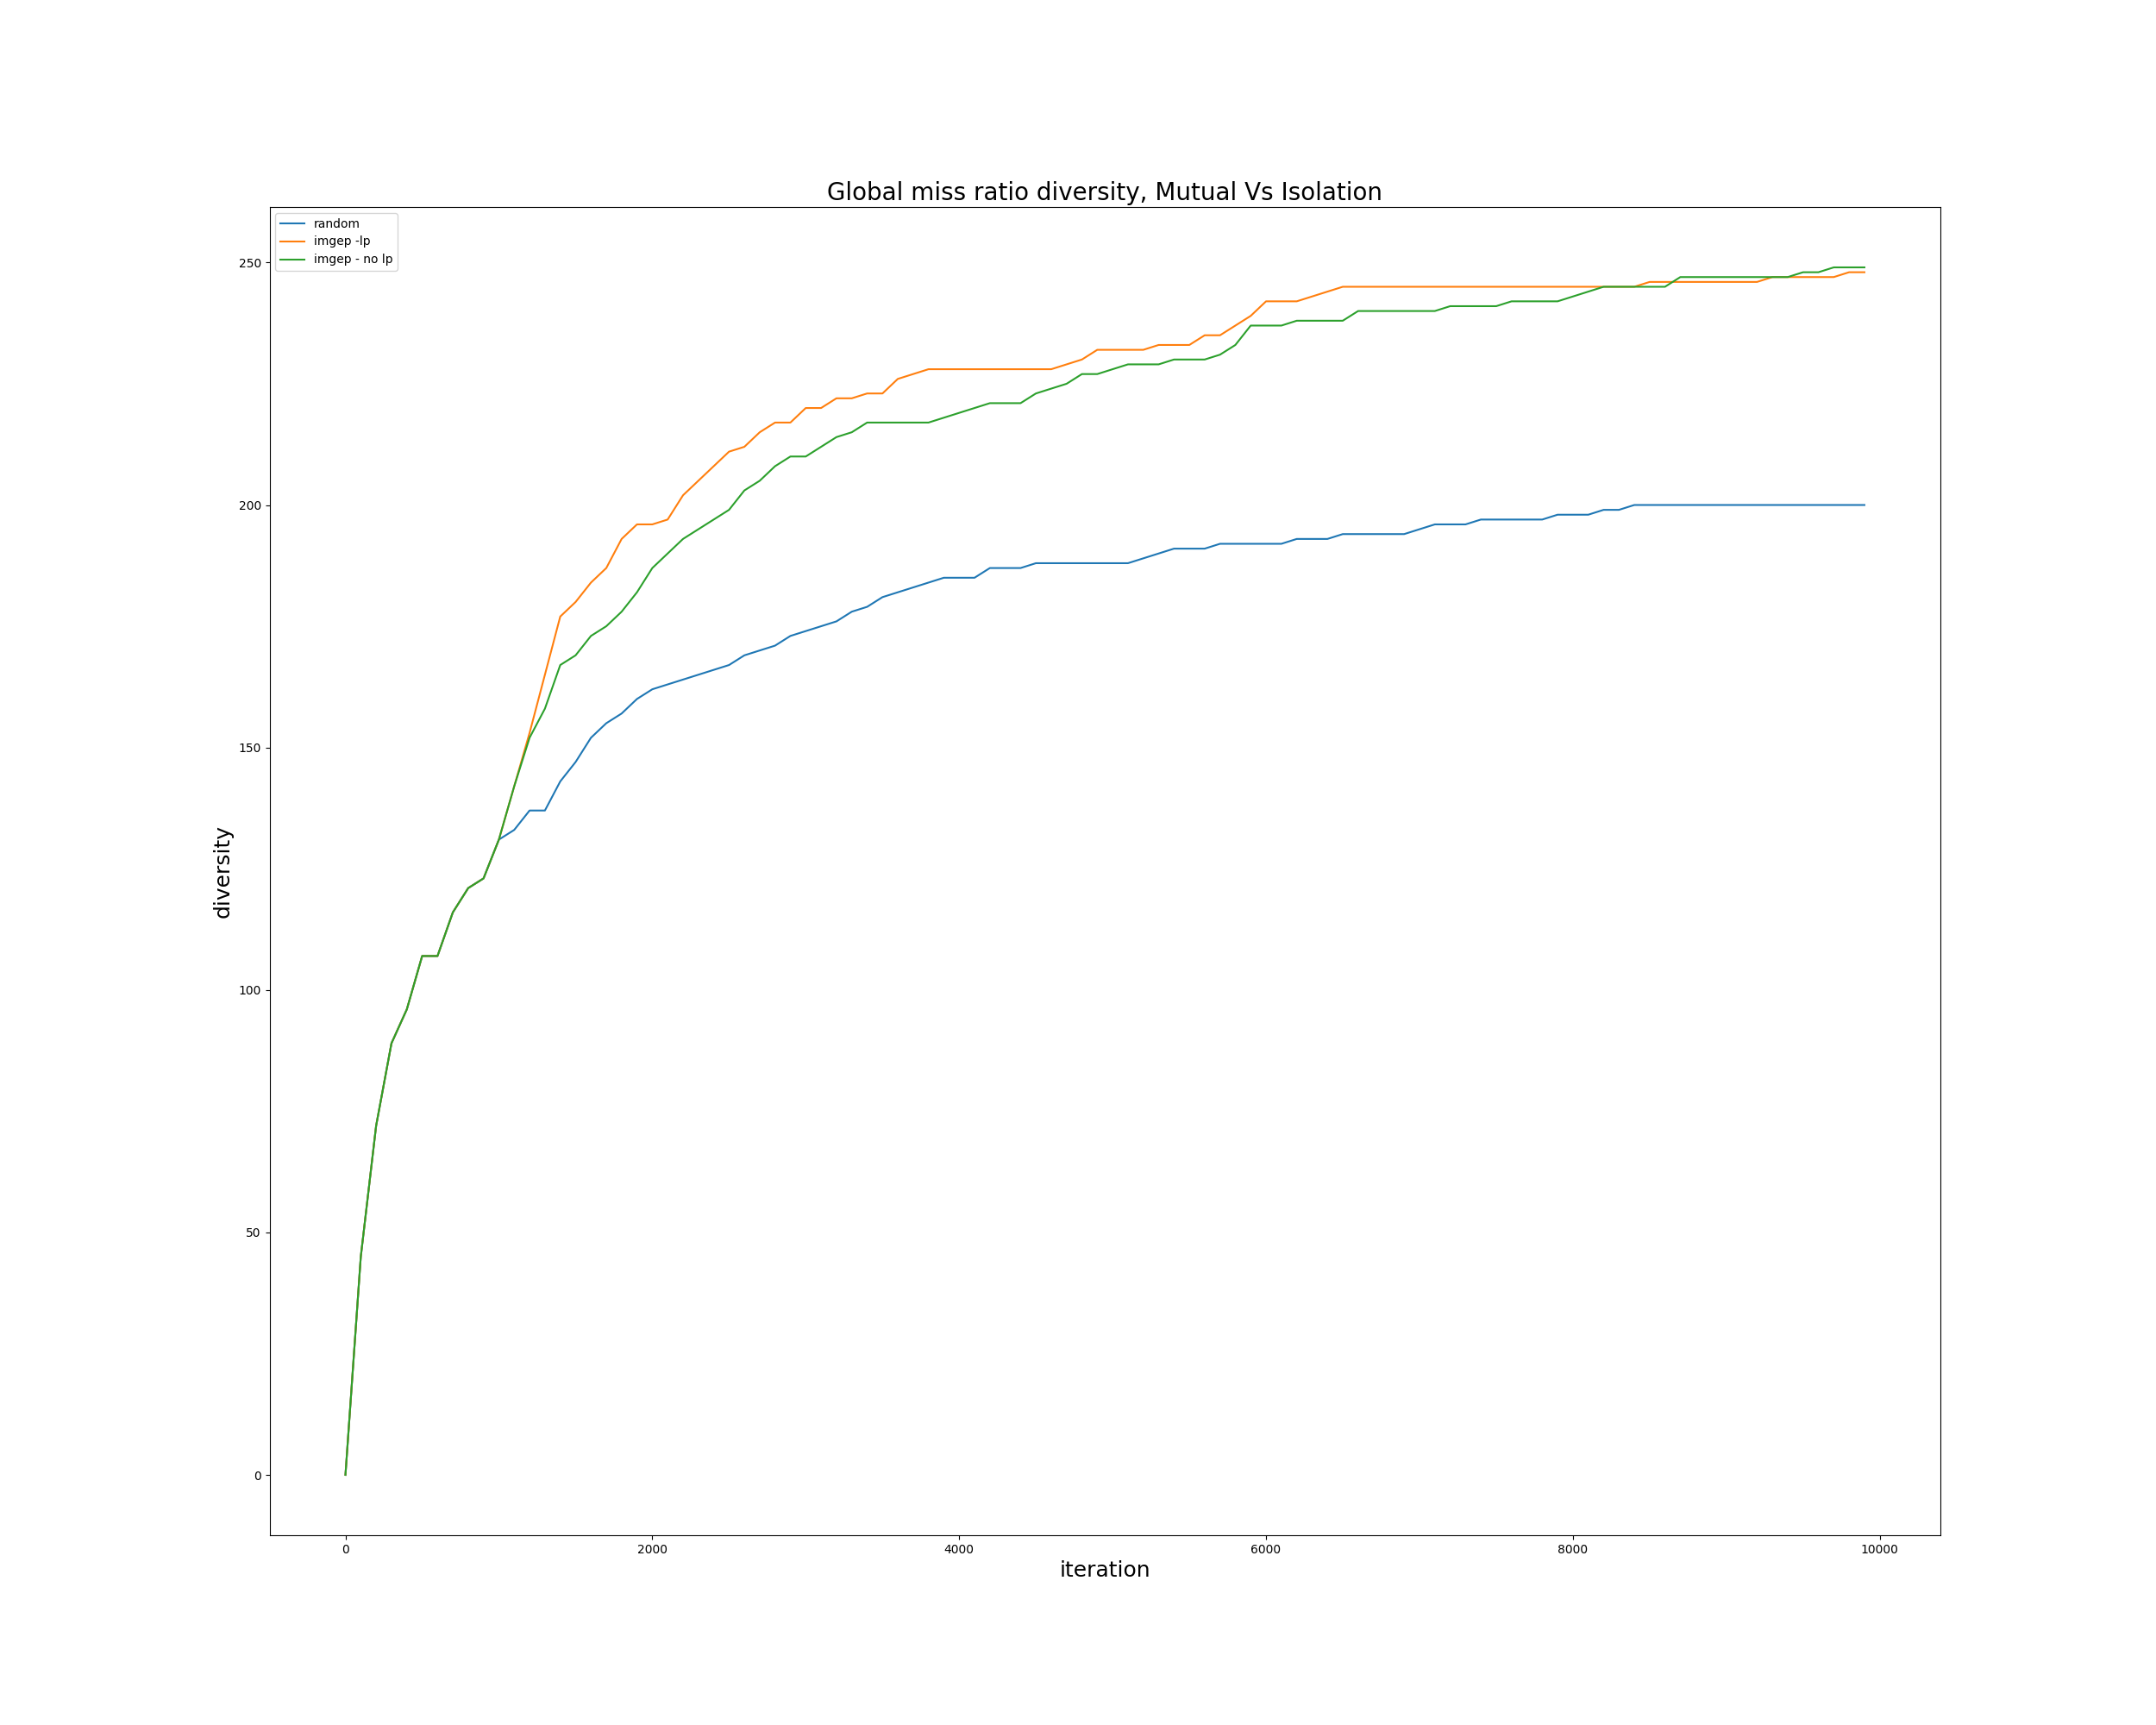 Global miss ratio diversity, Mutual Vs Isolation
random
imgep -lp
imgep - no lp
250
200
150
100
50
0
diversity
0 2000 4000 6000 8000 10000
iteration